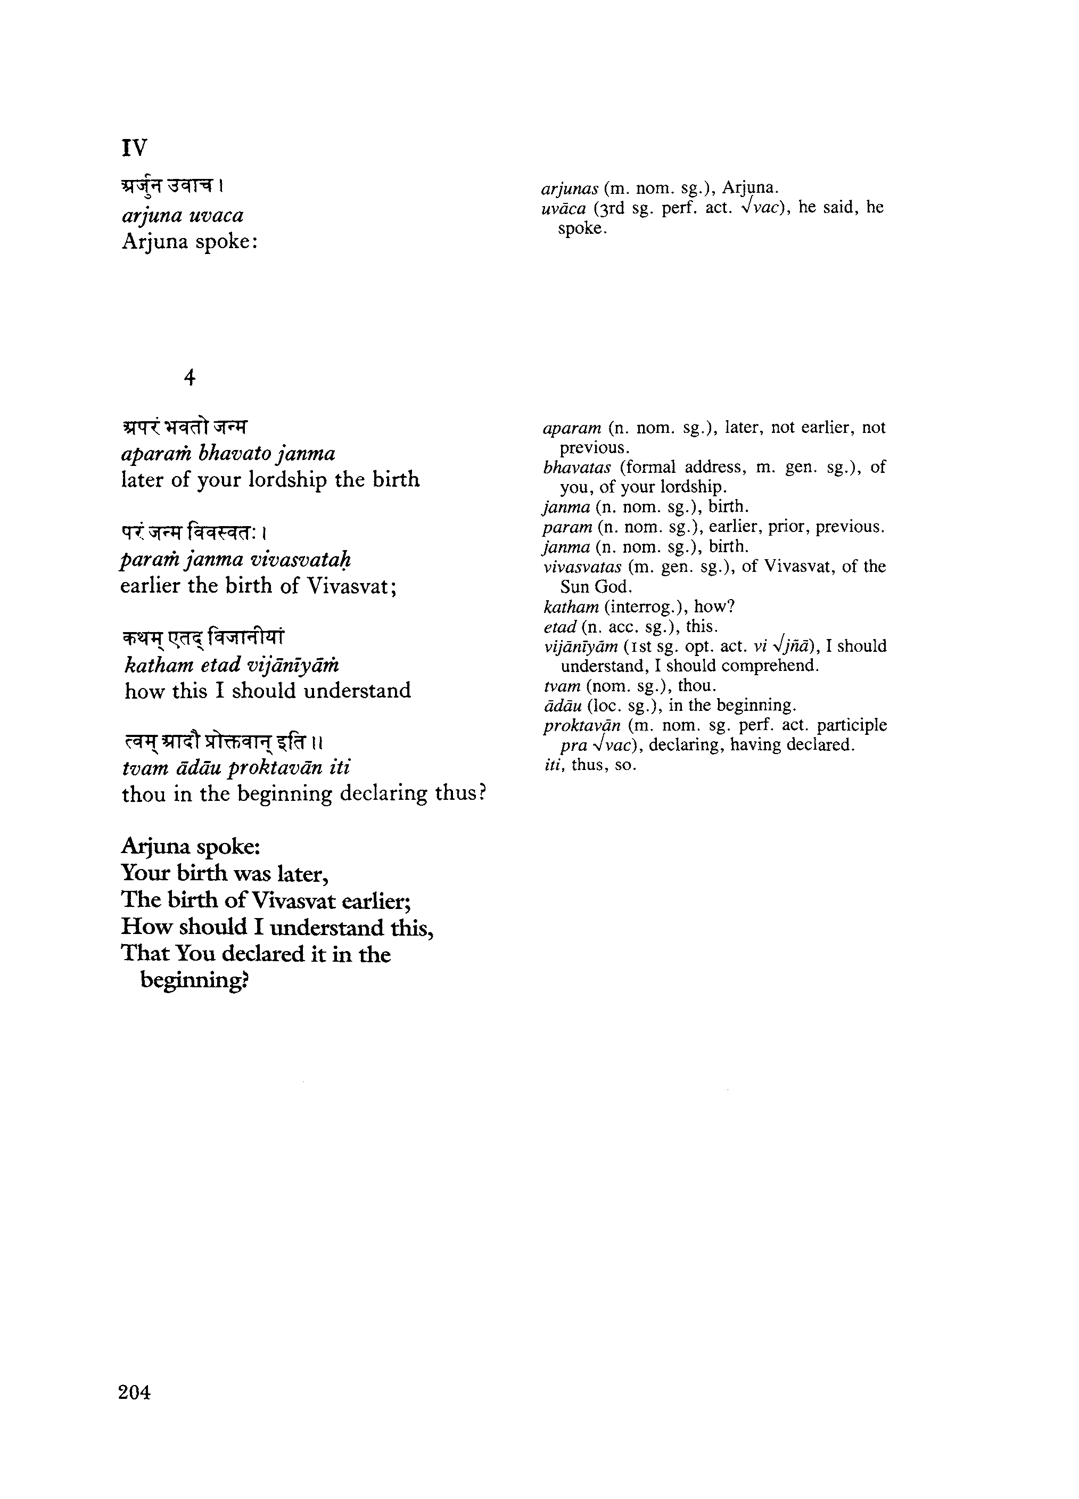 IV
अर्जुन उवाच ।
arjuna uvaca
Arjuna spoke:
arjunas (m. nom. sg.), Arjuna.
uvāca (3rd sg. perf. act. √vac), he said, he
spoke.
4
अपरं भवतो जन्म
aparaṁ bhavato janma
later of your lordship the birth
परं जन्म विवस्वतः ।
paraṁ janma vivasvataḥ
earlier the birth of Vivasvat;
कथम् एतद् विजानीयां
katham etad vijānīyāṁ
how this I should understand
त्वम् आदौ प्रोक्तवान् इति ॥
tvam ādāu proktavān iti
thou in the beginning declaring thus?
Arjuna spoke:
Your birth was later,
The birth of Vivasvat earlier;
How should I understand this,
That You declared it in the
beginning?
aparam (n. nom. sg.), later, not earlier, not
previous.
bhavatas (formal address, m. gen. sg.), of
you, of your lordship.
janma (n. nom. sg.), birth.
param (n. nom. sg.), earlier, prior, previous.
janma (n. nom. sg.), birth.
vivasvatas (m. gen. sg.), of Vivasvat, of the
Sun God.
katham (interrog.), how?
etad (n. acc. sg.), this.
vijānīyām (1st sg. opt. act. vi √jñā), I should
understand, I should comprehend.
tvam (nom. sg.), thou.
ādāu (loc. sg.), in the beginning.
proktavān (m. nom. sg. perf. act. participle
pra √vac), declaring, having declared.
iti, thus, so.
204